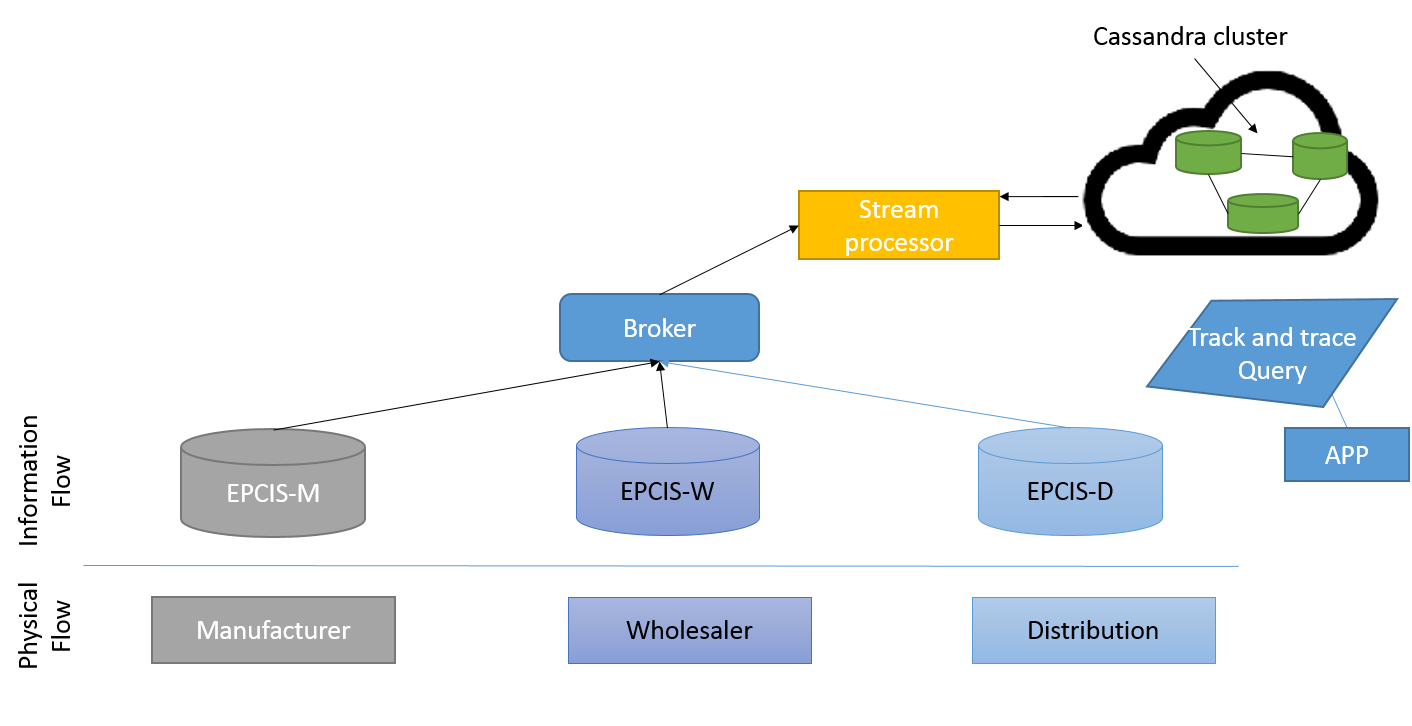 Cassandra cluster
Stream
processor
Broker
Track and trace
Query
Information
Flow
EPCIS-M
EPCIS-W
EPCIS-D
APP
Physical
Flow
Manufacturer
Wholesaler
Distribution